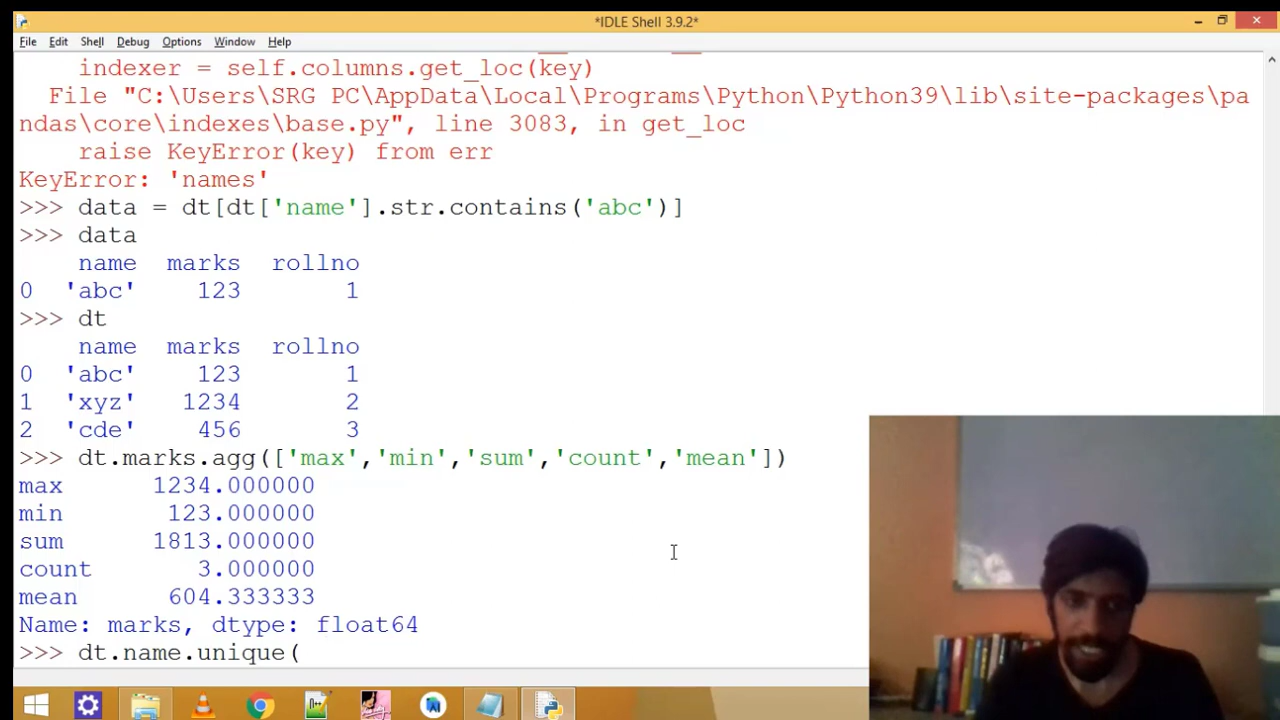 *IDLE Shell 3.9.2*
File Edit Shell Debug Options Window Help
indexer = self.columns.get_loc(key)
File "C:\Users\SRG PC\AppData\Local\Programs\Python\Python39\lib\site-packages\pa
ndas\core\indexes\base.py", line 3083, in get_loc
raise KeyError(key) from err
KeyError: 'names'
>>> data = dt[dt['name'].str.contains('abc')]
>>> data
name marks rollno
0 'abc' 123 1
>>> dt
name marks rollno
0 'abc' 123 1
1 'xyz' 1234 2
2 'cde' 456 3
>>> dt.marks.agg(['max','min','sum','count','mean'])
max 1234.000000
min 123.000000
sum 1813.000000
count 3.000000
mean 604.333333
Name: marks, dtype: float64
>>> dt.name.unique(